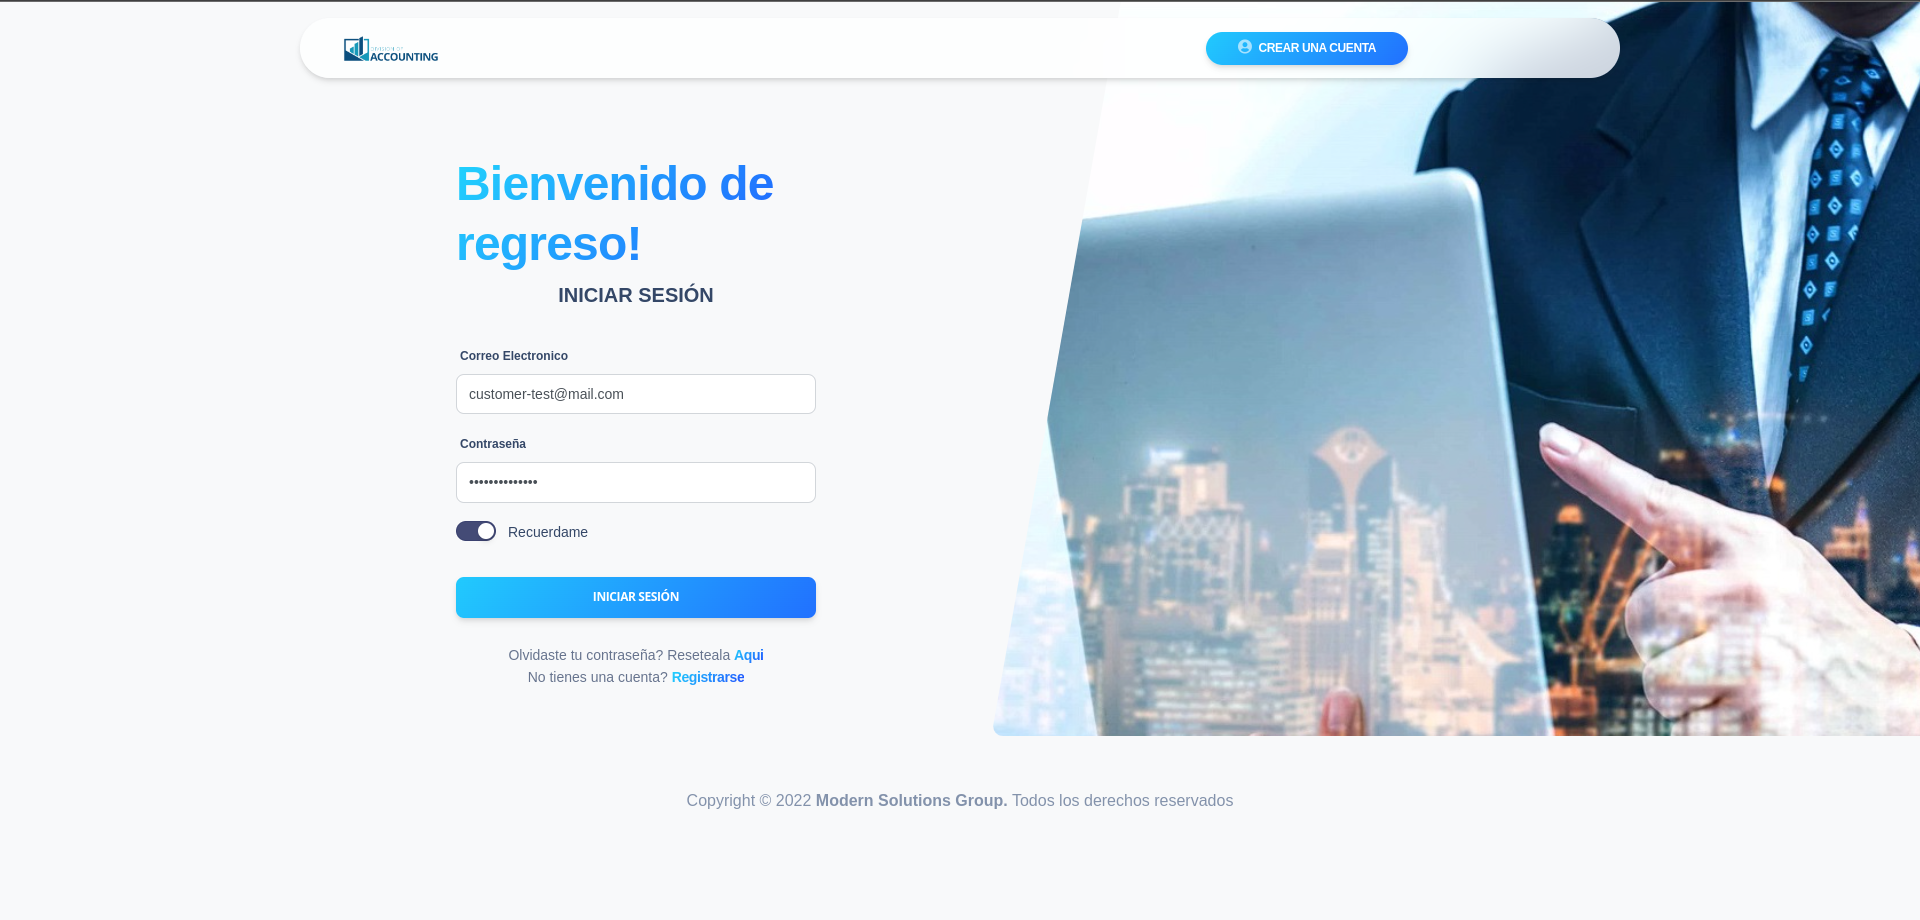 DIVISION OF
ACCOUNTING
CREAR UNA CUENTA
Bienvenido de
regreso!
INICIAR SESIÓN
Correo Electronico
customer-test@mail.com
Contraseña
••••••••••••••
Recuerdame
INICIAR SESIÓN
Olvidaste tu contraseña? Reseteala Aqui
No tienes una cuenta? Registrarse
Copyright © 2022 Modern Solutions Group. Todos los derechos reservados